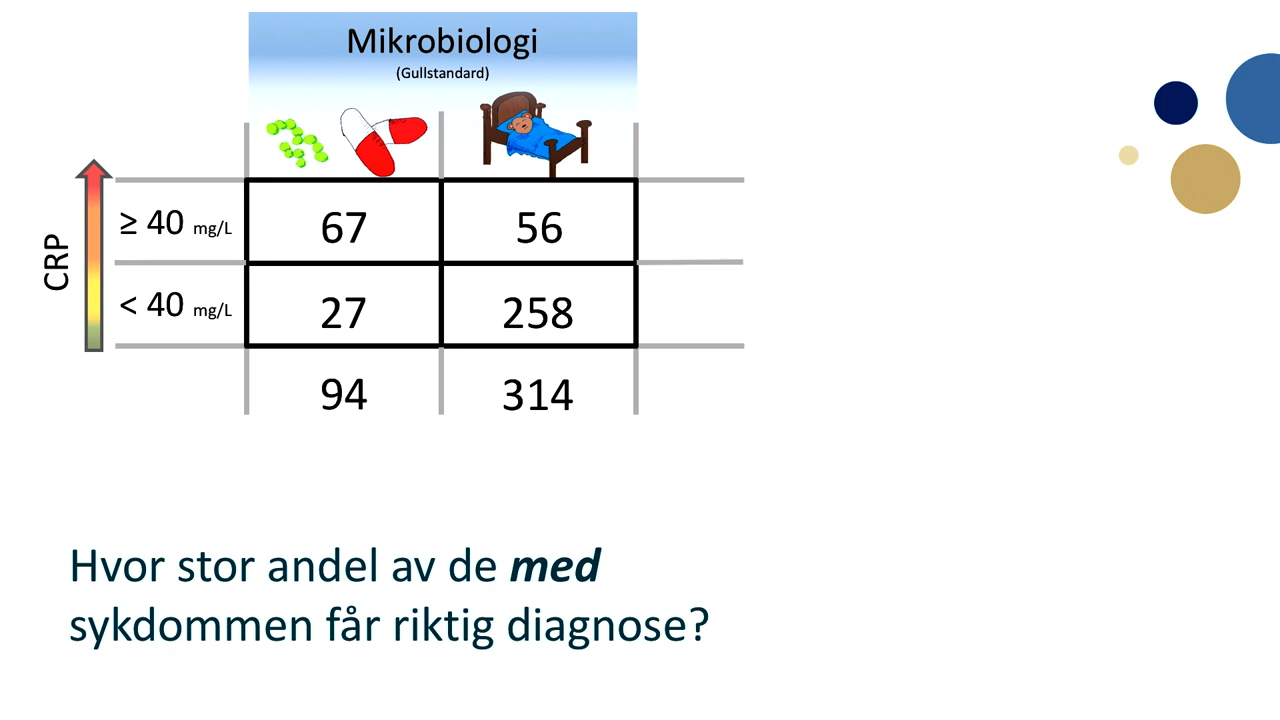 Mikrobiologi
(Gullstandard)
CRP
≥ 40 mg/L 67 56
< 40 mg/L 27 258
94 314
Hvor stor andel av de med
sykdommen får riktig diagnose?